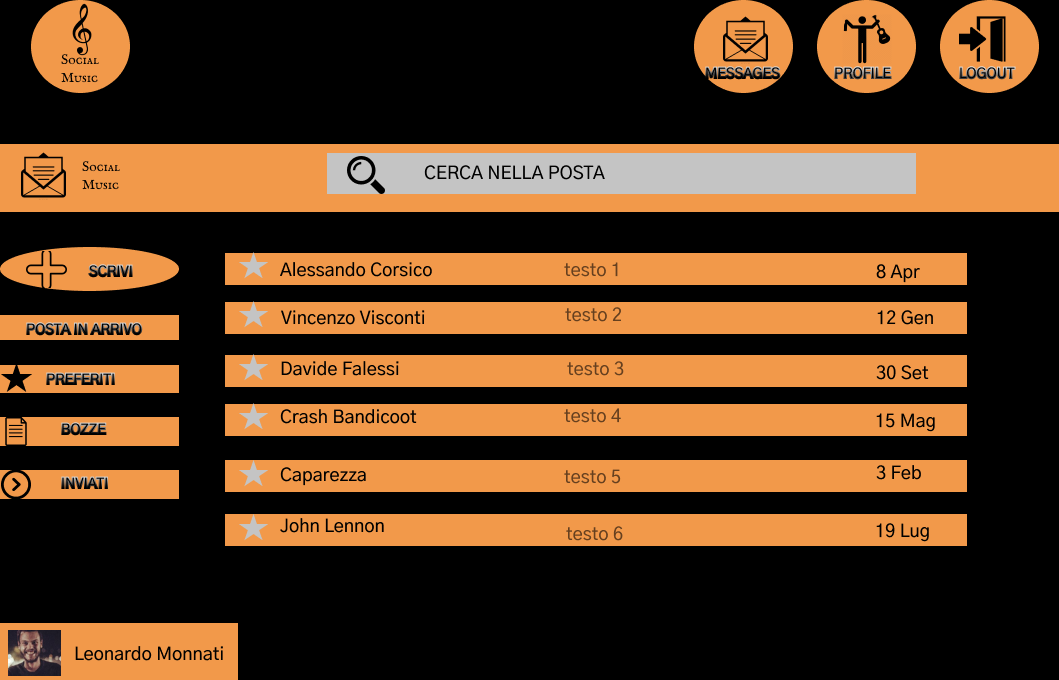 Social
Music
MESSAGES
PROFILE
LOGOUT
Social
Music
CERCA NELLA POSTA
SCRIVI
POSTA IN ARRIVO
PREFERITI
BOZZE
INVIATI
Alessando Corsico testo 1 8 Apr
Vincenzo Visconti testo 2 12 Gen
Davide Falessi testo 3 30 Set
Crash Bandicoot testo 4 15 Mag
Caparezza testo 5 3 Feb
John Lennon testo 6 19 Lug
Leonardo Monnati